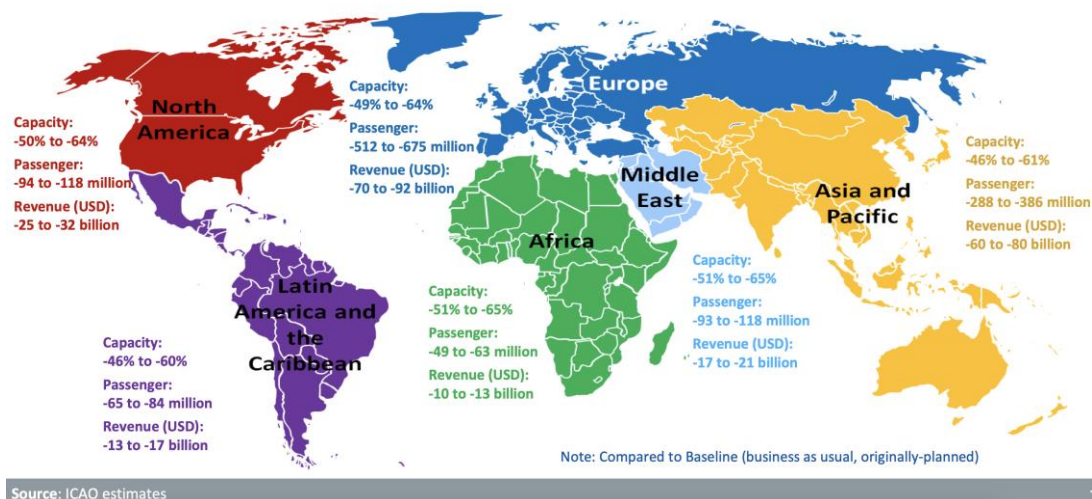 North
America
Capacity:
-50% to -64%
Passenger:
-94 to -118 million
Revenue (USD):
-25 to -32 billion
Capacity:
-49% to -64%
Passenger:
-512 to -675 million
Revenue (USD):
-70 to -92 billion
Europe
Middle
East
Asia and
Pacific
Capacity:
-46% to -61%
Passenger:
-288 to -386 million
Revenue (USD):
-60 to -80 billion
Africa
Capacity:
-51% to -65%
Passenger:
-93 to -118 million
Revenue (USD):
-17 to -21 billion
Capacity:
-51% to -65%
Passenger:
-49 to -63 million
Revenue (USD):
-10 to -13 billion
Latin
America and
the
Caribbean
Capacity:
-46% to -60%
Passenger:
-65 to -84 million
Revenue (USD):
-13 to -17 billion
Note: Compared to Baseline (business as usual, originally-planned)
Source: ICAO estimates